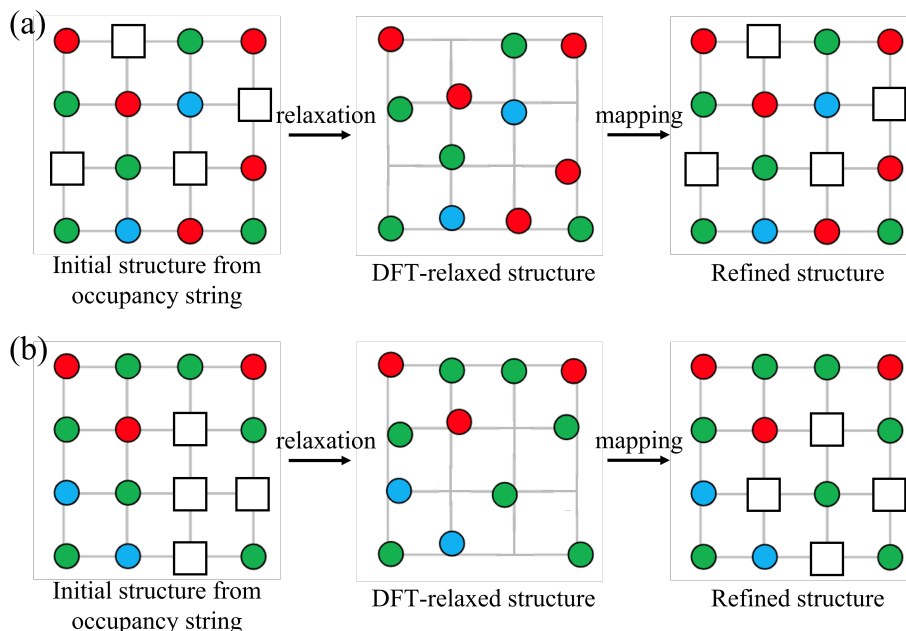 (a)
relaxation
mapping
Initial structure from
occupancy string
DFT-relaxed structure
Refined structure
(b)
relaxation
mapping
Initial structure from
occupancy string
DFT-relaxed structure
Refined structure